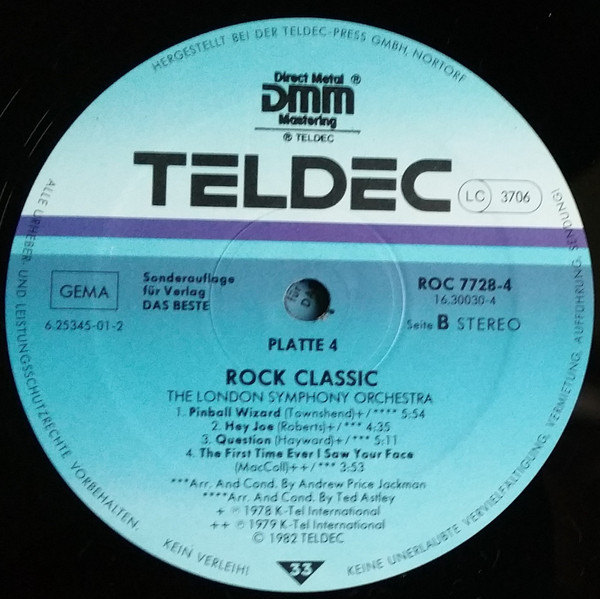 HERGESTELLT BEI DER TELDEC-PRESS GMBH, NORTORF
Direct Metal ®
DMM
Mastering
® TELDEC
TELDEC
LC 3706
GEMA
Sonderauflage
für Verlag
DAS BESTE
ROC 7728-4
16.30030-4
6.25345-01-2
Seite B STEREO
PLATTE 4
ROCK CLASSIC
THE LONDON SYMPHONY ORCHESTRA
1. Pinball Wizard (Townshend)+/**** 5:54
2. Hey Joe (Roberts)+/*** 4:35
3. Question (Hayward)+/*** 5:11
4. The First Time Ever I Saw Your Face
(MacColl)++/*** 3:53
***Arr. And Cond. By Andrew Price Jackman
****Arr. And Cond. By Ted Astley
+ ℗ 1978 K-Tel International
++ ℗ 1979 K-Tel International
© 1982 TELDEC
33
ALLE URHEBER- UND LEISTUNGSSCHUTZRECHTE VORBEHALTEN.
KEIN VERLEIH!
KEINE UNERLAUBTE VERVIELFÄLTIGUNG, VERMIETUNG, AUFFÜHRUNG, SENDUNG!